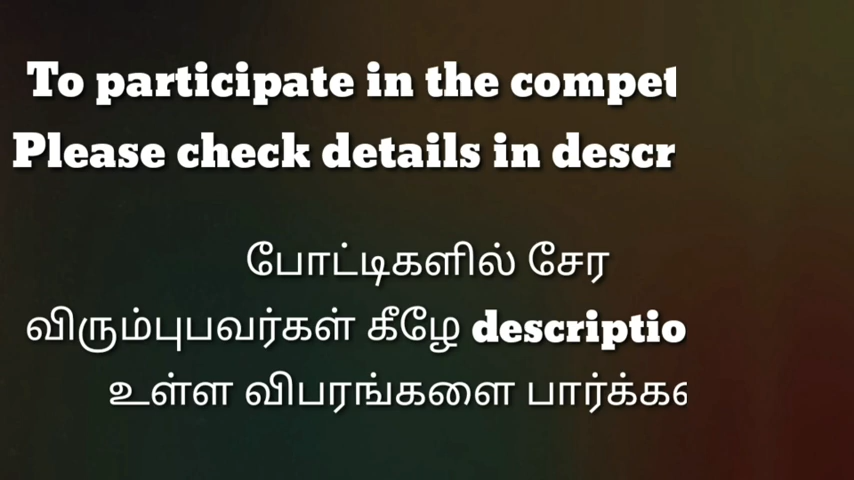 To participate in the compet
Please check details in descr
போட்டிகளில் சேர
விரும்புபவர்கள் கீழே descriptio
உள்ள விபரங்களை பார்க்க